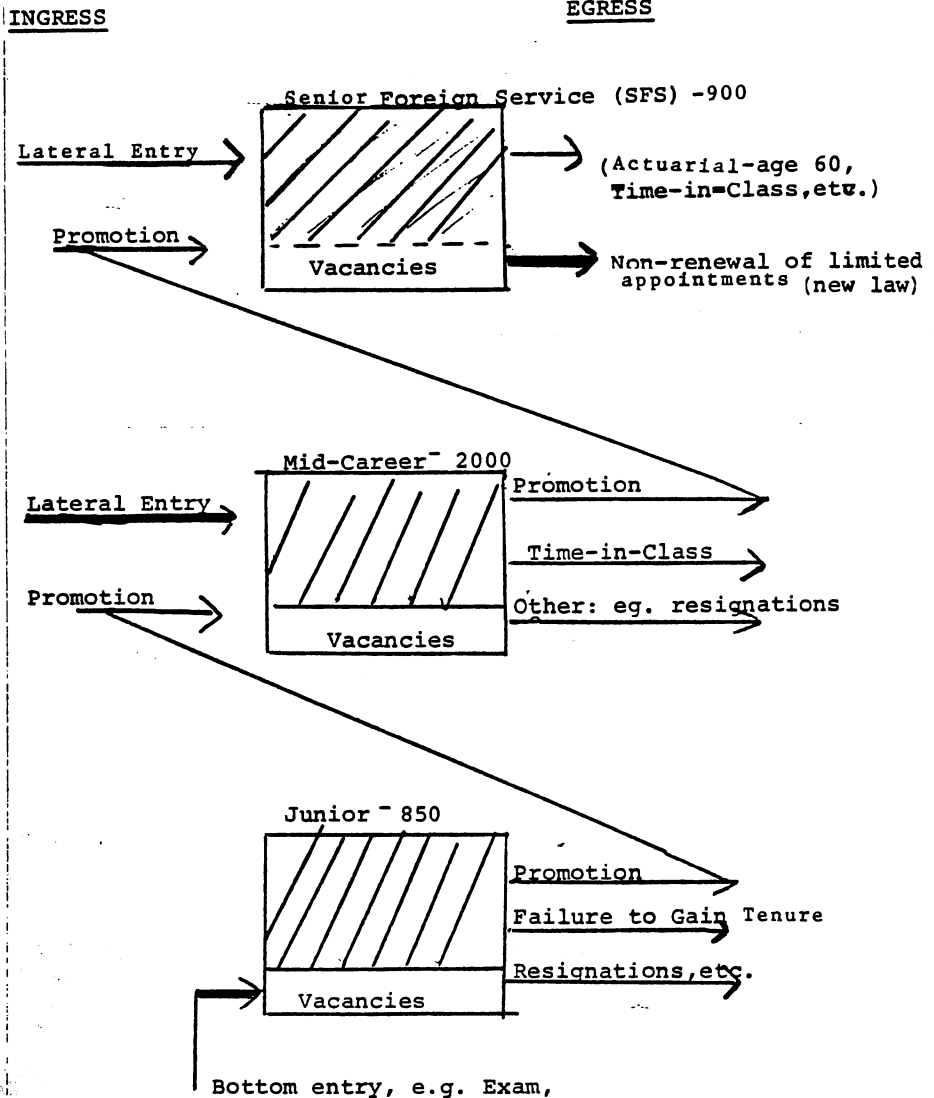 INGRESS
EGRESS
Senior Foreign Service (SFS) -900
Lateral Entry
(Actuarial-age 60,
Time-in-Class,etc.)
Promotion
Vacancies
Non-renewal of limited
appointments (new law)
Mid-Career - 2000
Promotion
Lateral Entry
Time-in-Class
Promotion
Other: eg. resignations
Vacancies
Junior - 850
Promotion
Failure to Gain Tenure
Resignations,etc.
Vacancies
Bottom entry, e.g. Exam,